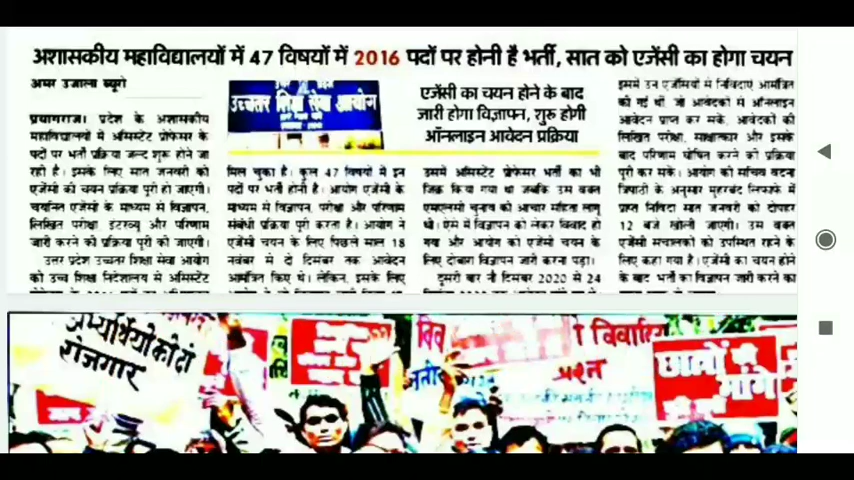 अशासकीय महाविद्यालयों में 47 विषयों में 2016 पदों पर होनी है भर्ती, सात को एजेंसी का होगा चयन
अमर उजाला ब्यूरो
प्रयागराज। प्रदेश के अशासकीय
महाविद्यालयों में असिस्टेंट प्रोफेसर के
पदों पर भर्ती प्रक्रिया जल्द शुरू होने जा
रही है। इसके लिए सात जनवरी को
एजेंसी की चयन प्रक्रिया पूरी हो जाएगी।
चयनित एजेंसी के माध्यम से विज्ञापन,
लिखित परीक्षा, इंटरव्यू और परिणाम
जारी करने की प्रक्रिया पूरी की जाएगी।
उत्तर प्रदेश उच्चतर शिक्षा सेवा आयोग
को उच्च शिक्षा निदेशालय से असिस्टेंट
उच्चतर शिक्षा सेवा आयोग
मिल चुका है। कुल 47 विषयों में इन
पदों पर भर्ती होनी है। आयोग एजेंसी के
माध्यम से विज्ञापन, परीक्षा और परिणाम
संबंधी प्रक्रिया पूरी करता है। आयोग ने
एजेंसी चयन के लिए पिछले माह 18
नवंबर से दो दिसंबर तक आवेदन
आमंत्रित किए थे। लेकिन, इसके लिए
एजेंसी का चयन होने के बाद
जारी होगा विज्ञापन, शुरू होगी
ऑनलाइन आवेदन प्रक्रिया
उसमें असिस्टेंट प्रोफेसर भर्ती का भी
जिक्र किया गया था जबकि उस वक्त
एमएलसी चुनाव की आचार संहिता लागू
थी। ऐसे में विज्ञापन को लेकर विवाद हो
गया और आयोग को एजेंसी चयन के
लिए दोबारा विज्ञापन जारी करना पड़ा।
दूसरी बार नौ दिसंबर 2020 से 24
इसमें उन एजेंसियों से निविदाएं आमंत्रित
की गई थीं जो आवेदकों से ऑनलाइन
आवेदन प्राप्त कर सकें, आवेदकों की
लिखित परीक्षा, साक्षात्कार और इसके
बाद परिणाम घोषित करने की प्रक्रिया
पूरी कर सकें। आयोग की सचिव वंदना
त्रिपाठी के अनुसार मुहरबंद लिफाफे में
प्राप्त निविदा सात जनवरी को दोपहर
12 बजे खोली जाएगी। उस वक्त
एजेंसी संचालकों को उपस्थित रहने के
लिए कहा गया है। एजेंसी का चयन होने
के बाद भर्ती का विज्ञापन जारी करने का
अभ्यर्थियों को दो
रोजगार
प्रश्न
छात्रों की
मांगे